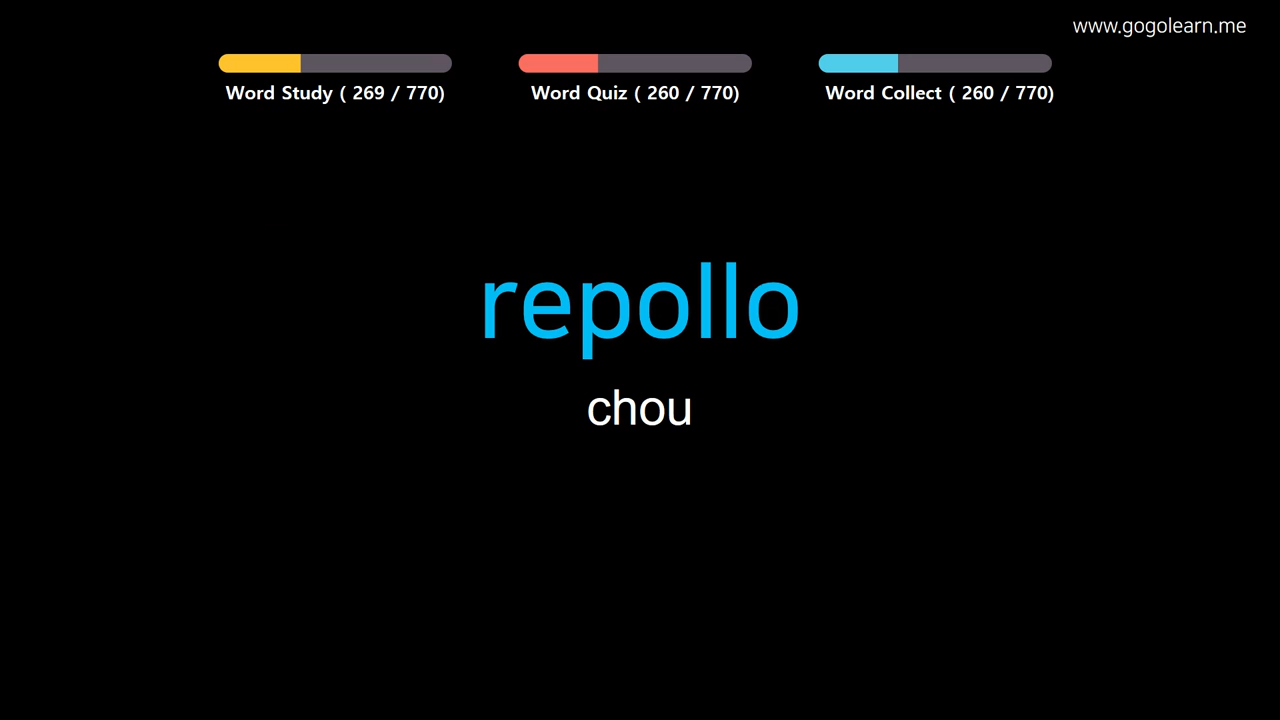 www.gogolearn.me
Word Study ( 269 / 770)
Word Quiz ( 260 / 770)
Word Collect ( 260 / 770)
repollo
chou